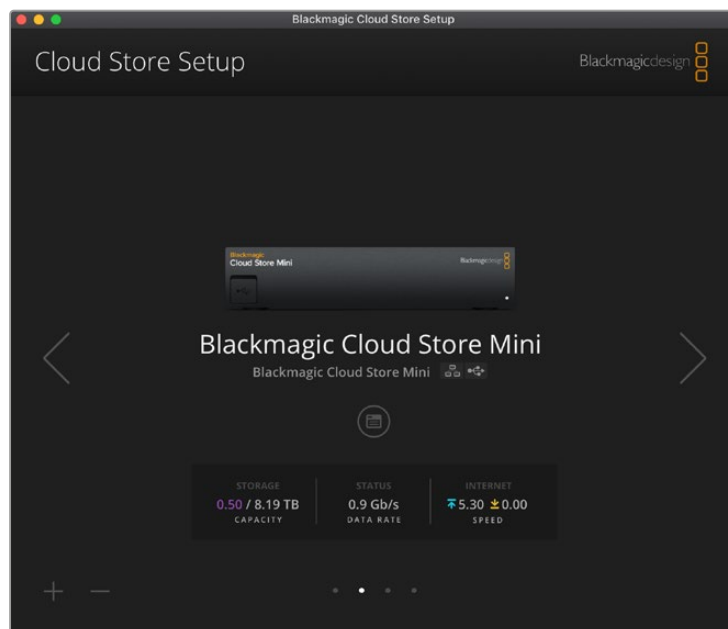 Blackmagic Cloud Store Setup
Cloud Store Setup
Blackmagicdesign
Blackmagic
Cloud Store Mini
Blackmagicdesign
Blackmagic Cloud Store Mini
Blackmagic Cloud Store Mini
STORAGE
0.50 / 8.19 TB
CAPACITY
STATUS
0.9 Gb/s
DATA RATE
INTERNET
5.30 0.00
SPEED